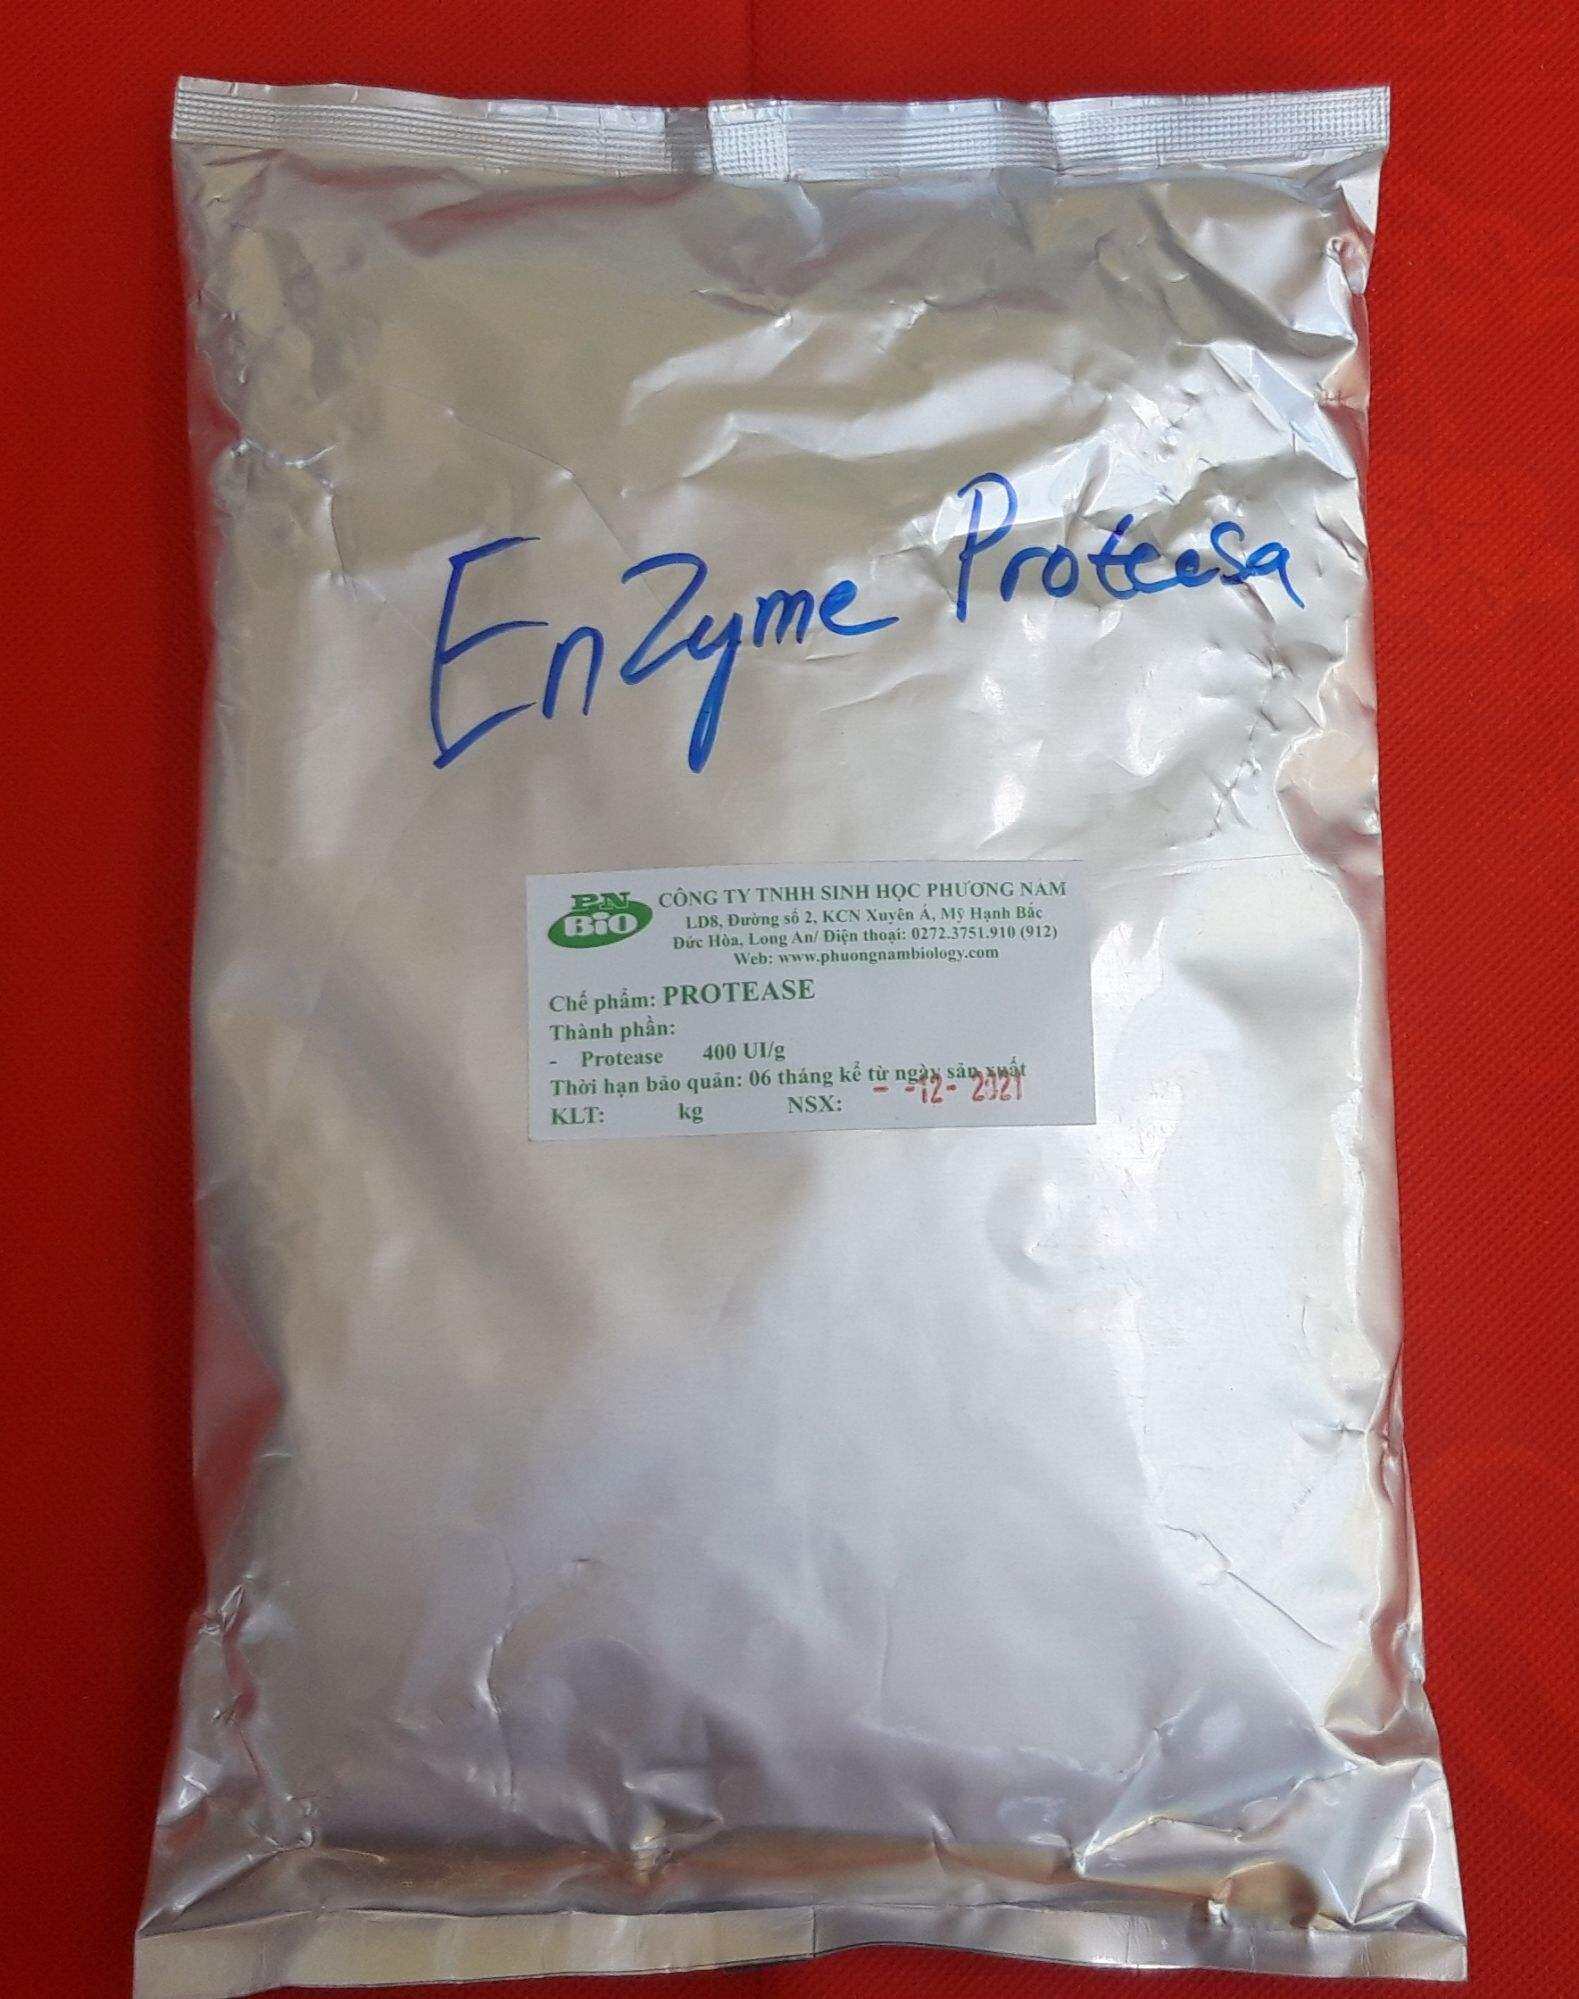 Enzyme Proteesa
PN
BiO
CÔNG TY TNHH SINH HỌC PHƯƠNG NAM
LD8, Đường số 2, KCN Xuyên Á, Mỹ Hạnh Bắc
Đức Hòa, Long An/ Điện thoại: 0272.3751.910 (912)
Web: www.phuongnambiology.com
Chế phẩm: PROTEASE
Thành phần:
- Protease 400 UI/g
Thời hạn bảo quản: 06 tháng kể từ ngày sản xuất
KLT: kg NSX: - -12- 2021